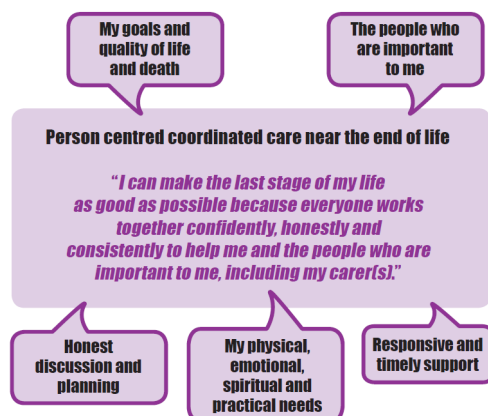 My goals and
quality of life
and death
The people who
are important
to me
Person centred coordinated care near the end of life
“I can make the last stage of my life
as good as possible because everyone works
together confidently, honestly and
consistently to help me and the people who are
important to me, including my carer(s).”
Honest
discussion and
planning
My physical,
emotional,
spiritual and
practical needs
Responsive and
timely support